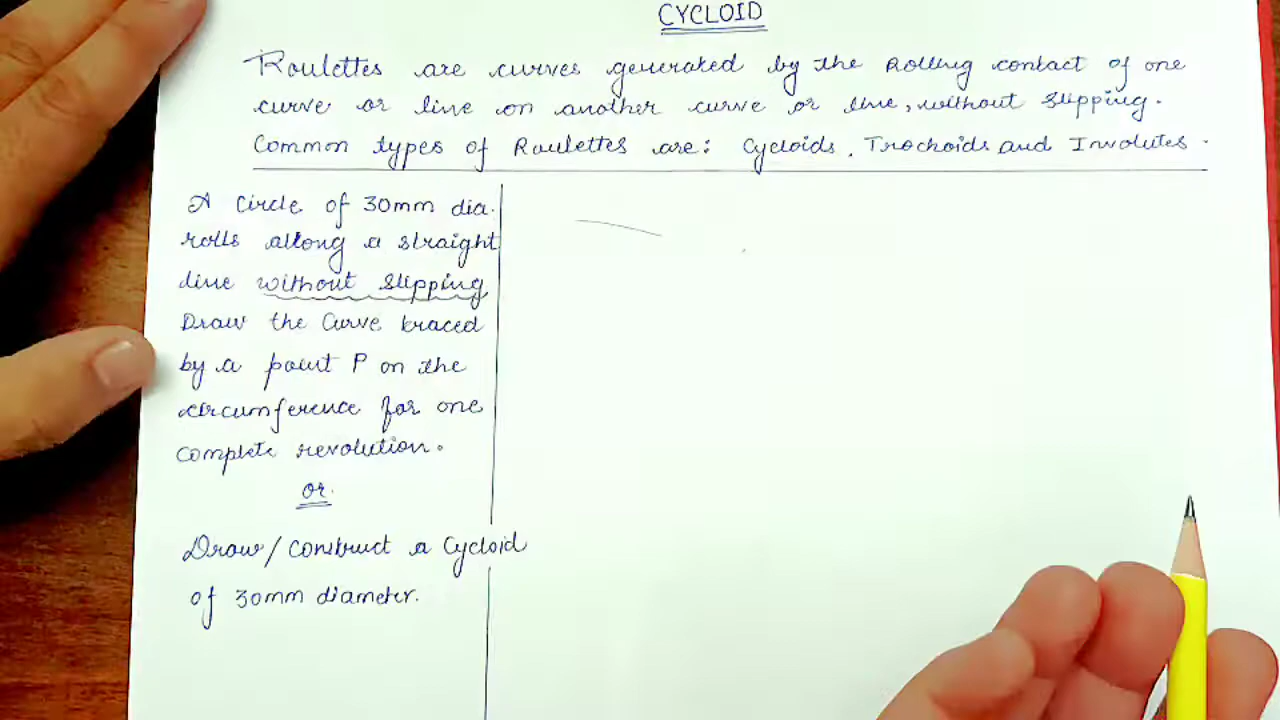 CYCLOID
Roulettes are curves generated by the Rolling contact of one
curve or line on another curve or line, without slipping.
Common types of Roulettes are: Cycloids, Trochoids and Involutes.
A Circle of 30mm dia.
rolls allong a straight
line without slipping
Draw the Curve traced
by a point P on the
circumference for one
complete revolution.
or
Draw/construct a Cycloid
of 30mm diameter.